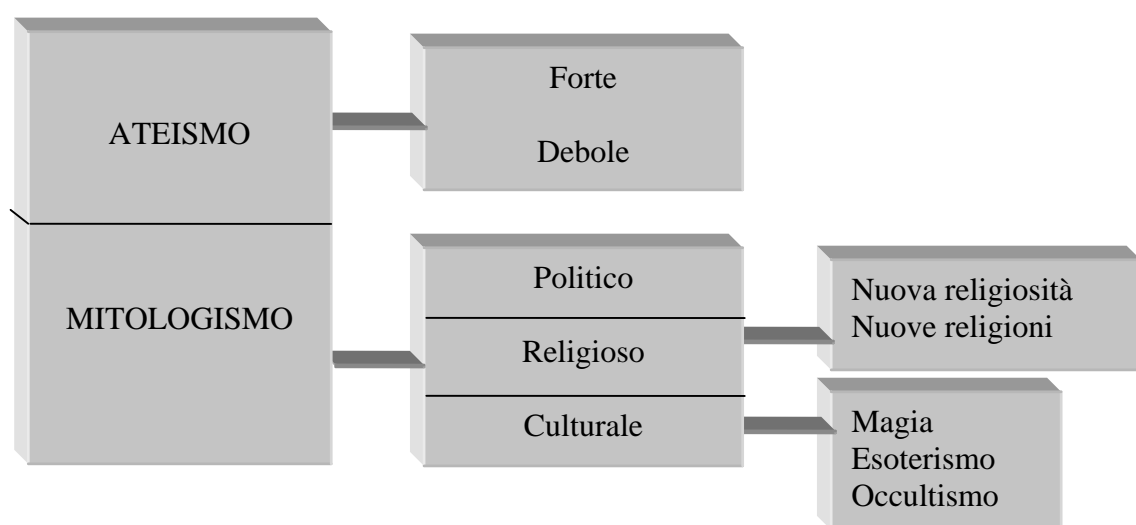 ATEISMO
Forte
Debole
MITOLOGISMO
Politico
Religioso
Culturale
Nuova religiosità
Nuove religioni
Magia
Esoterismo
Occultismo